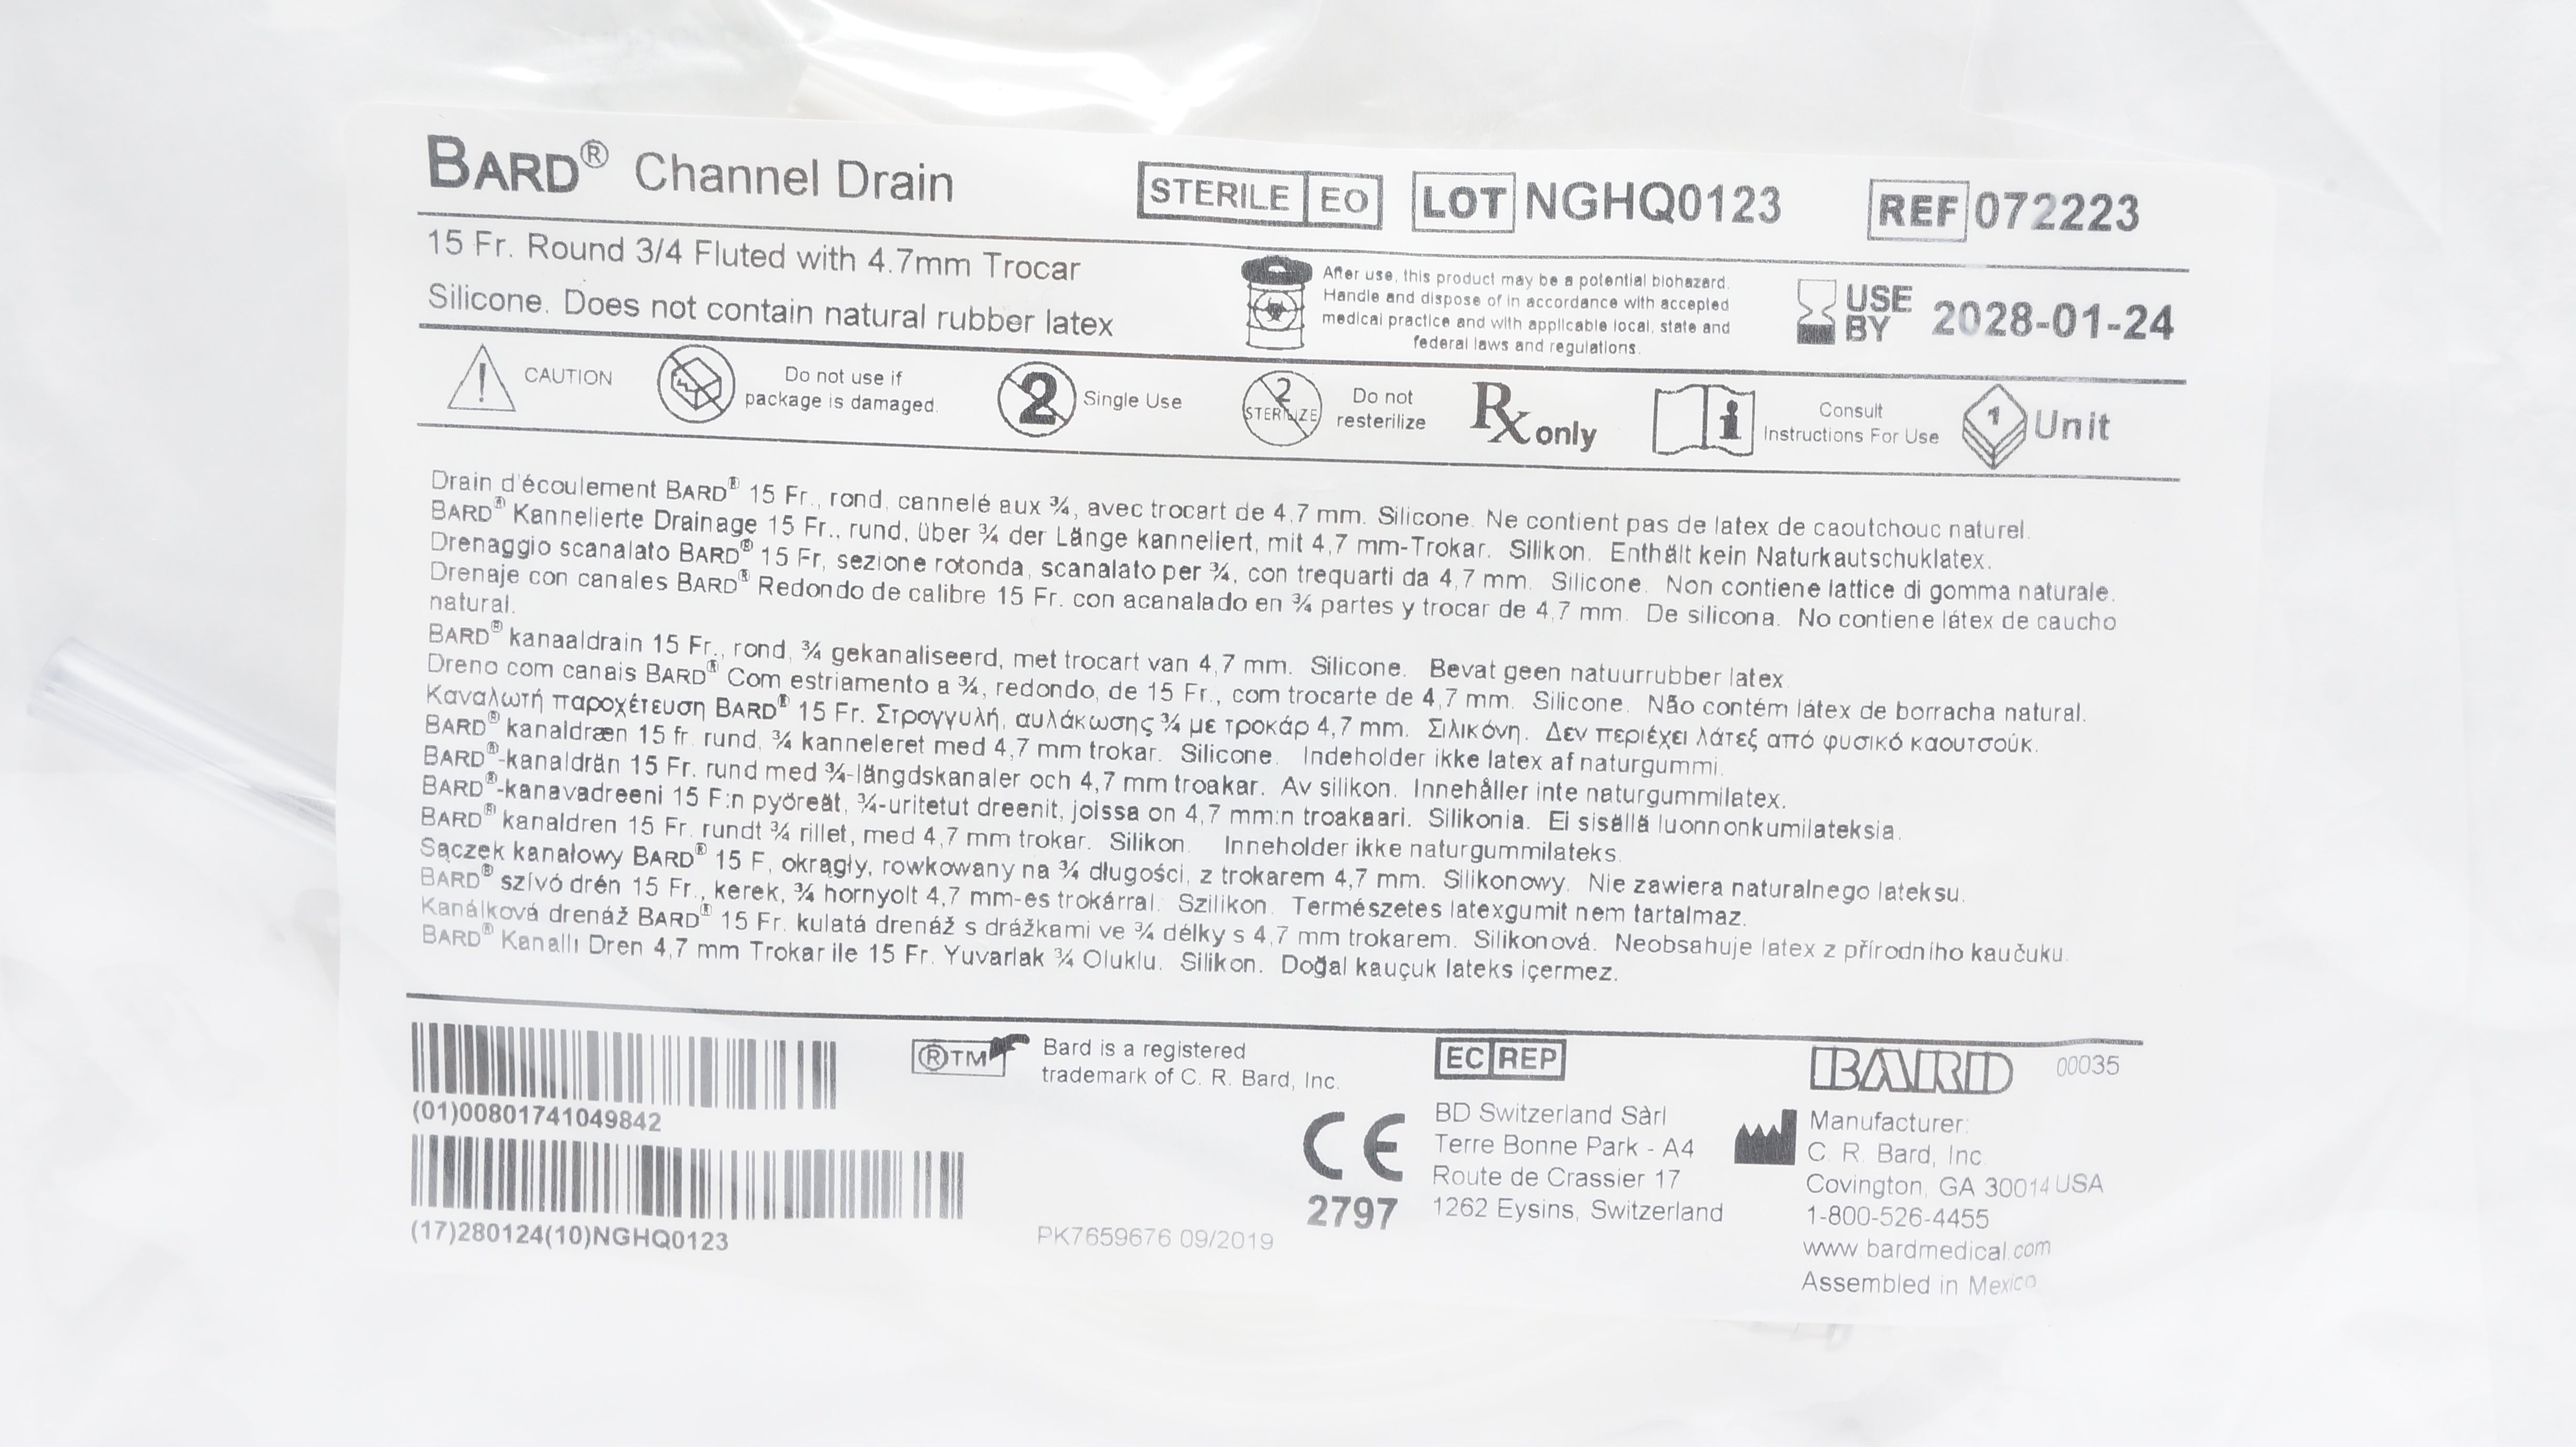 BARD® Channel Drain
STERILE EO
LOT NGHQ0123
REF 072223
15 Fr. Round 3/4 Fluted with 4.7mm Trocar
Silicone. Does not contain natural rubber latex
After use, this product may be a potential biohazard.
Handle and dispose of in accordance with accepted
medical practice and with applicable local, state and
federal laws and regulations.
USE
BY 2028-01-24
CAUTION
Do not use if
package is damaged.
2
Single Use
2
STERILIZE
Do not
resterilize
Rx only
Consult
Instructions For Use
1 Unit
Drain d'écoulement BARD® 15 Fr., rond, cannelé aux ¾, avec trocart de 4,7 mm. Silicone. Ne contient pas de latex de caoutchouc naturel.
BARD® Kannelierte Drainage 15 Fr., rund, über ¾ der Länge kanneliert, mit 4,7 mm-Trokar. Silikon. Enthält kein Naturkautschuklatex.
Drenaggio scanalato BARD® 15 Fr, sezione rotonda, scanalato per ¾, con trequarti da 4,7 mm. Silicone. Non contiene lattice di gomma naturale.
Drenaje con canales BARD® Redondo de calibre 15 Fr. con acanalado en ¾ partes y trocar de 4,7 mm. De silicona. No contiene látex de caucho
natural.
BARD® kanaaldrain 15 Fr., rond, ¾ gekanaliseerd, met trocart van 4,7 mm. Silicone. Bevat geen natuurrubber latex.
Dreno com canais BARD® Com estriamento a ¾, redondo, de 15 Fr., com trocarte de 4,7 mm. Silicone. Não contém látex de borracha natural.
Καναλωτή παροχέτευση BARD® 15 Fr. Στρογγυλή, αυλάκωσης ¾ με τροκάρ 4,7 mm. Σιλικόνη. Δεν περιέχει λάτεξ από φυσικό καουτσούκ.
BARD® kanaldræn 15 fr. rund, ¾ kanneleret med 4,7 mm trokar. Silicone. Indeholder ikke latex af naturgummi.
BARD®-kanaldrän 15 Fr. rund med ¾-längdskanaler och 4,7 mm troakar. Av silikon. Innehåller inte naturgummilatex.
BARD®-kanavadreeni 15 F:n pyöreät, ¾-uritetut dreenit, joissa on 4,7 mm:n troakaari. Silikonia. Ei sisällä luonnonkumilateksia.
BARD® kanaldren 15 Fr. rundt ¾ rillet, med 4,7 mm trokar. Silikon. Inneholder ikke naturgummilateks.
Sączek kanałowy BARD® 15 F, okrągły, rowkowany na ¾ długości, z trokarem 4,7 mm. Silikonowy. Nie zawiera naturalnego lateksu.
BARD® szívó drén 15 Fr., kerek, ¾ hornyolt 4,7 mm-es trokárral. Szilikon. Természetes latexgumit nem tartalmaz.
Kanálková drenáž BARD® 15 Fr. kulatá drenáž s drážkami ve ¾ délky s 4,7 mm trokarem. Silikonová. Neobsahuje latex z přírodního kaučuku.
BARD® Kanallı Dren 4,7 mm Trokar ile 15 Fr. Yuvarlak ¾ Oluklu. Silikon. Doğal kauçuk lateks içermez.
(01)00801741049842
(17)280124(10)NGHQ0123
®TM
Bard is a registered
trademark of C. R. Bard, Inc.
PK7659676 09/2019
CE
2797
EC REP
BD Switzerland Sàrl
Terre Bonne Park - A4
Route de Crassier 17
1262 Eysins, Switzerland
BARD 00035
Manufacturer:
C. R. Bard, Inc.
Covington, GA 30014 USA
1-800-526-4455
www.bardmedical.com
Assembled in Mexico